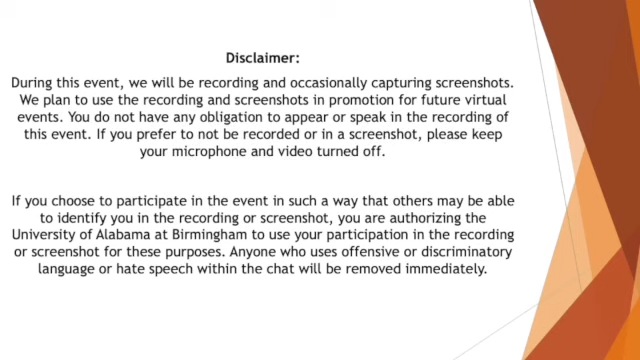 Disclaimer:
During this event, we will be recording and occasionally capturing screenshots.
We plan to use the recording and screenshots in promotion for future virtual
events. You do not have any obligation to appear or speak in the recording of
this event. If you prefer to not be recorded or in a screenshot, please keep
your microphone and video turned off.
If you choose to participate in the event in such a way that others may be able
to identify you in the recording or screenshot, you are authorizing the
University of Alabama at Birmingham to use your participation in the recording
or screenshot for these purposes. Anyone who uses offensive or discriminatory
language or hate speech within the chat will be removed immediately.